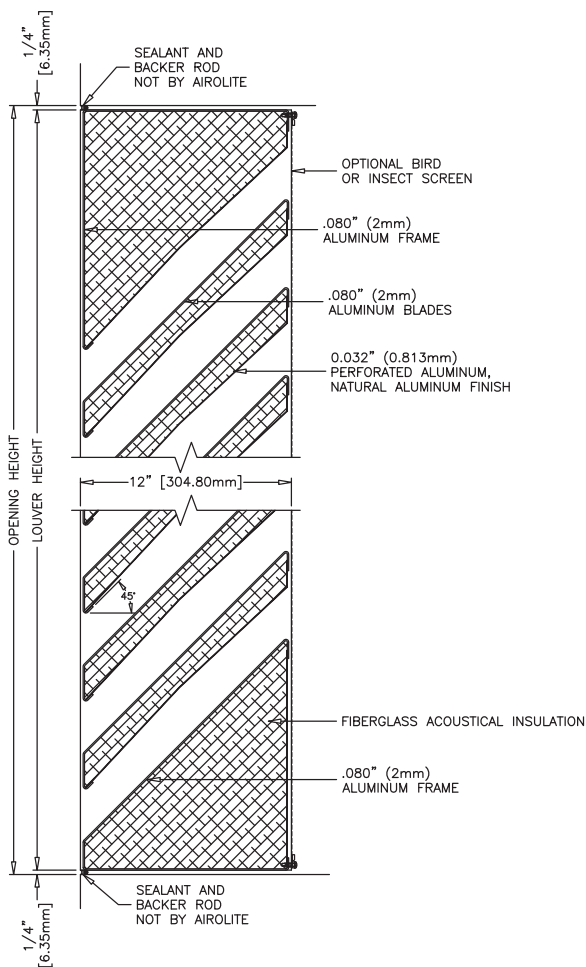 1/4"
[6.35mm]
SEALANT AND
BACKER ROD
NOT BY AIROLITE
OPTIONAL BIRD
OR INSECT SCREEN
.080" (2mm)
ALUMINUM FRAME
.080" (2mm)
ALUMINUM BLADES
0.032" (0.813mm)
PERFORATED ALUMINUM,
NATURAL ALUMINUM FINISH
OPENING HEIGHT
LOUVER HEIGHT
12" [304.80mm]
45°
FIBERGLASS ACOUSTICAL INSULATION
.080" (2mm)
ALUMINUM FRAME
SEALANT AND
BACKER ROD
NOT BY AIROLITE
1/4"
[6.35mm]